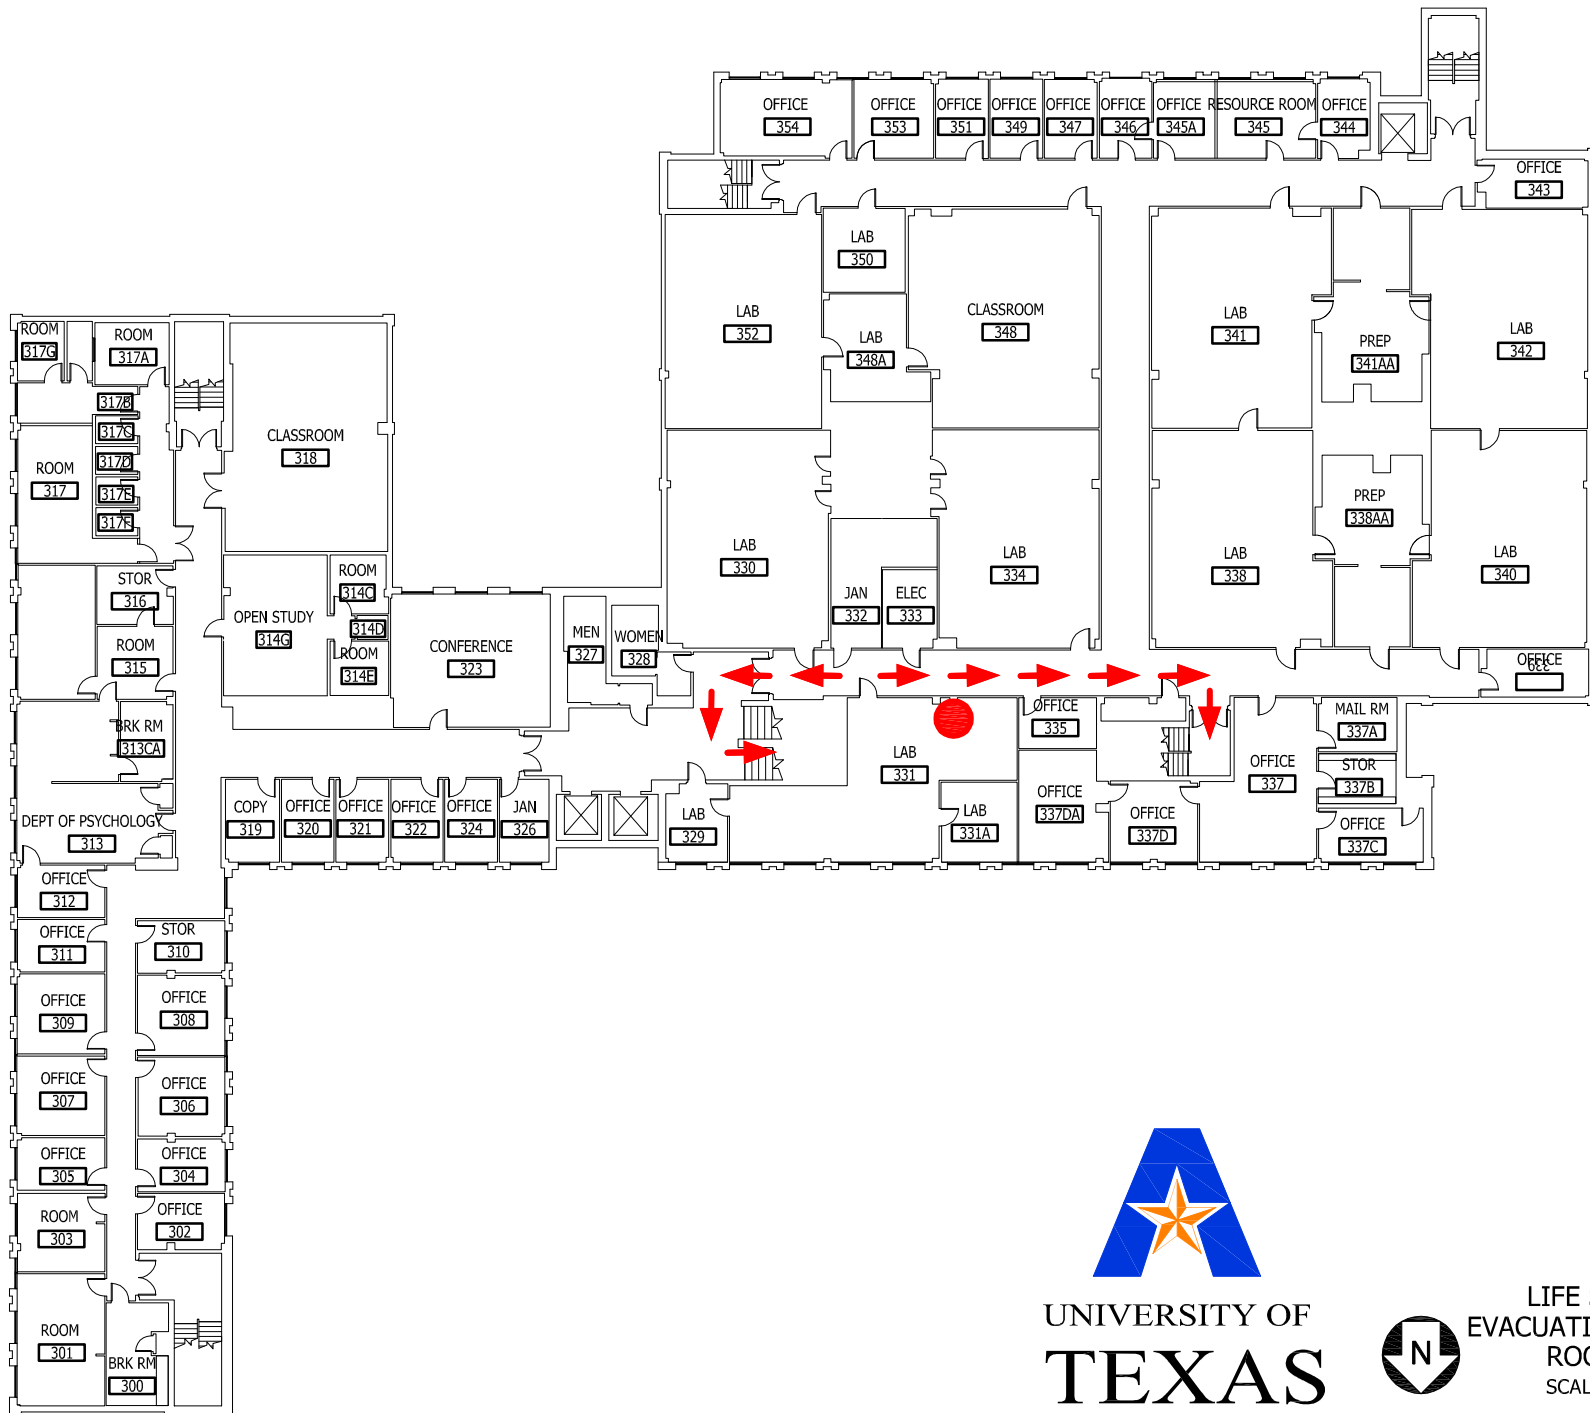 OFFICE
354
OFFICE
353
OFFICE
351
OFFICE
349
OFFICE
347
OFFICE
346
OFFICE
345A
RESOURCE ROOM
345
OFFICE
344
OFFICE
343
LAB
350
LAB
352
LAB
348A
CLASSROOM
348
LAB
341
PREP
341AA
LAB
342
ROOM
317G
ROOM
317A
317B
317C
317D
317E
317F
ROOM
317
CLASSROOM
318
LAB
330
JAN
332
ELEC
333
LAB
334
LAB
338
PREP
338AA
LAB
340
STOR
316
ROOM
315
OPEN STUDY
314G
ROOM
314C
314D
ROOM
314E
CONFERENCE
323
MEN
327
WOMEN
328
OFFICE
339
BRK RM
313CA
OFFICE
335
LAB
331
LAB
331A
OFFICE
337DA
OFFICE
337D
OFFICE
337
MAIL RM
337A
STOR
337B
OFFICE
337C
DEPT OF PSYCHOLOGY
313
COPY
319
OFFICE
320
OFFICE
321
OFFICE
322
OFFICE
324
JAN
326
LAB
329
OFFICE
312
OFFICE
311
STOR
310
OFFICE
309
OFFICE
308
OFFICE
307
OFFICE
306
OFFICE
305
OFFICE
304
ROOM
303
OFFICE
302
ROOM
301
BRK RM
300
UNIVERSITY OF
TEXAS
N
LIFE
EVACUATI
ROO
SCAL